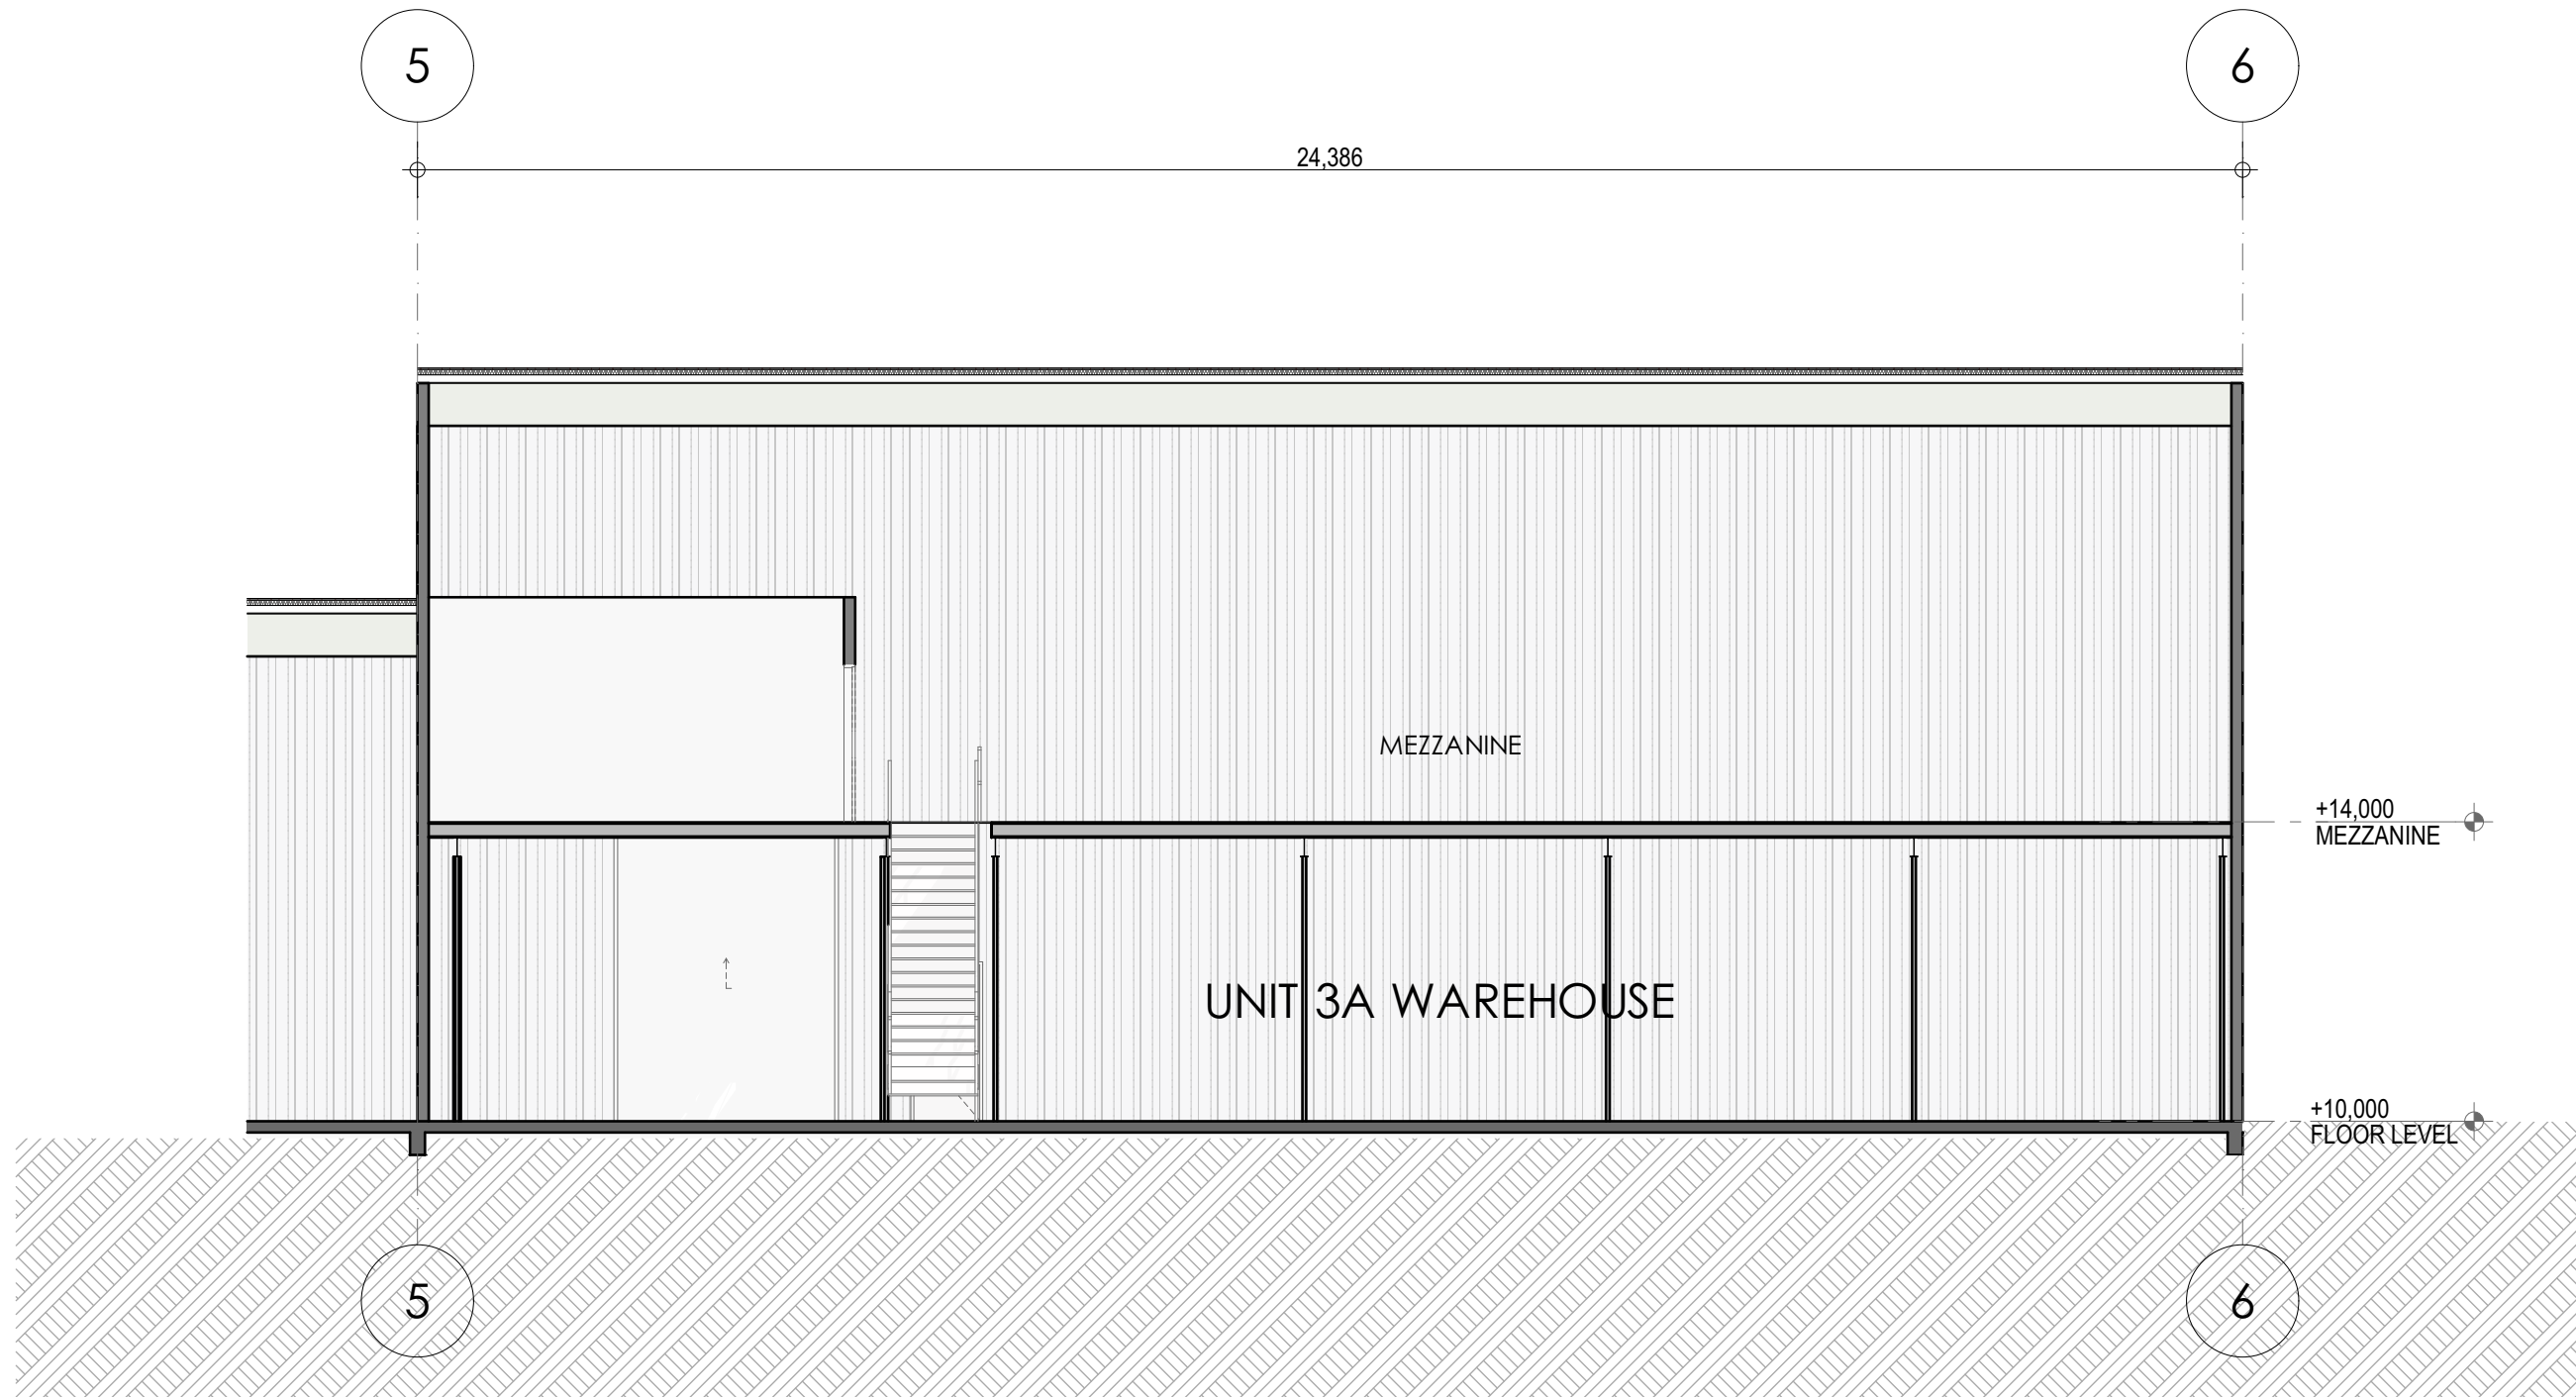 5
6
24,386
MEZZANINE
+14,000
MEZZANINE
UNIT 3A WAREHOUSE
+10,000
FLOOR LEVEL
5
6